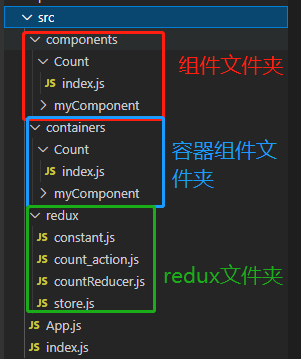 src
components
Count
JS index.js
myComponent
组件文件夹
containers
Count
JS index.js
myComponent
容器组件文
件夹
redux
JS constant.js
JS count_action.js
JS countReducer.js
JS store.js
redux文件夹
JS App.js
JS index.js